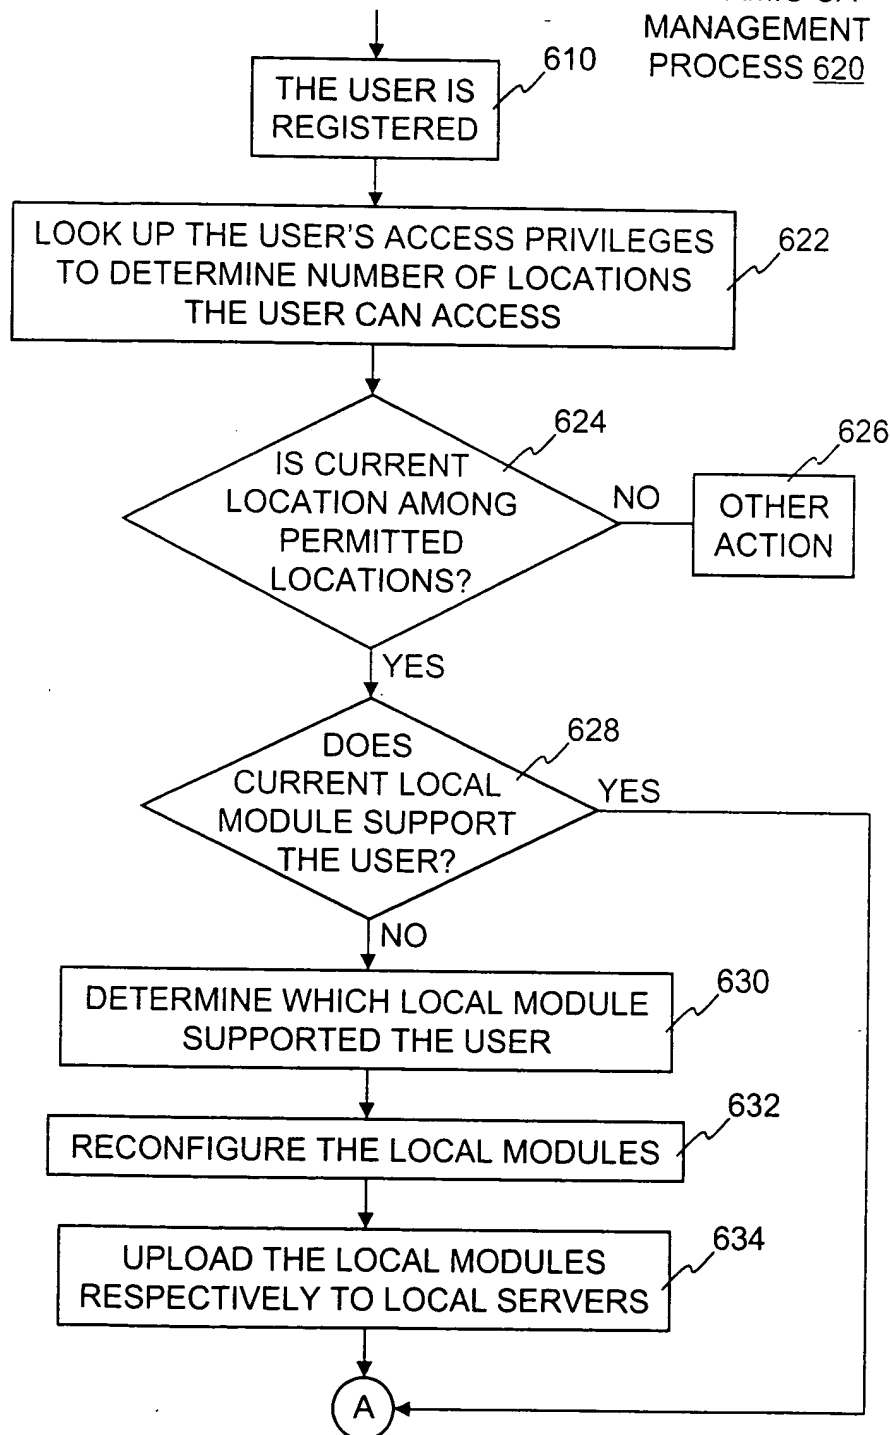 MANAGEMENT
PROCESS 620
610
THE USER IS
REGISTERED
LOOK UP THE USER'S ACCESS PRIVILEGES
TO DETERMINE NUMBER OF LOCATIONS
THE USER CAN ACCESS
622
624
IS CURRENT
LOCATION AMONG
PERMITTED
LOCATIONS?
NO
626
OTHER
ACTION
YES
628
DOES
CURRENT LOCAL
MODULE SUPPORT
THE USER?
YES
NO
DETERMINE WHICH LOCAL MODULE
SUPPORTED THE USER
630
RECONFIGURE THE LOCAL MODULES
632
UPLOAD THE LOCAL MODULES
RESPECTIVELY TO LOCAL SERVERS
634
A